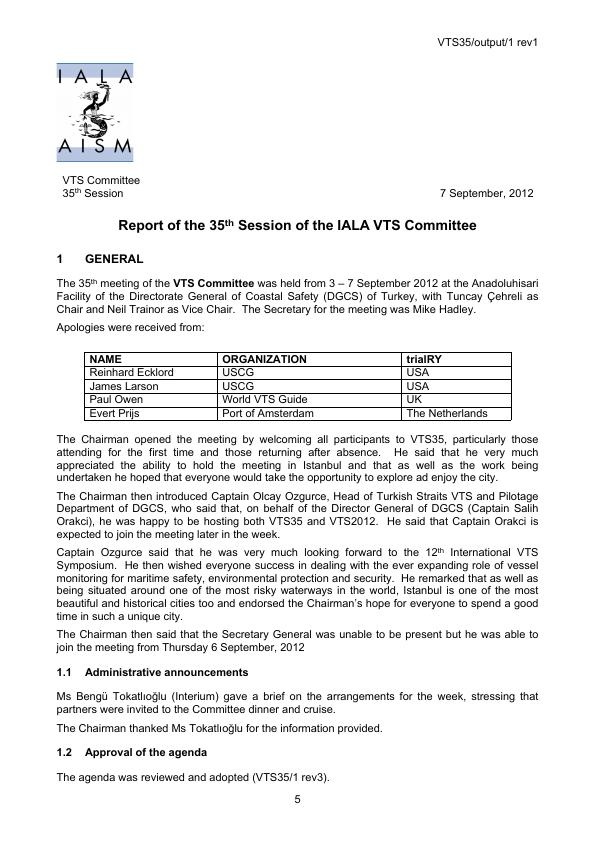 VTS35/output/1 rev1
I A L A
A I S M
VTS Committee
35th Session
7 September, 2012
Report of the 35th Session of the IALA VTS Committee
1 GENERAL
The 35th meeting of the VTS Committee was held from 3 – 7 September 2012 at the Anadoluhisari
Facility of the Directorate General of Coastal Safety (DGCS) of Turkey, with Tuncay Çehreli as
Chair and Neil Trainor as Vice Chair. The Secretary for the meeting was Mike Hadley.
Apologies were received from:
NAME ORGANIZATION trialRY
Reinhard Ecklord USCG USA
James Larson USCG USA
Paul Owen World VTS Guide UK
Evert Prijs Port of Amsterdam The Netherlands
The Chairman opened the meeting by welcoming all participants to VTS35, particularly those
attending for the first time and those returning after absence. He said that he very much
appreciated the ability to hold the meeting in Istanbul and that as well as the work being
undertaken he hoped that everyone would take the opportunity to explore ad enjoy the city.
The Chairman then introduced Captain Olcay Ozgurce, Head of Turkish Straits VTS and Pilotage
Department of DGCS, who said that, on behalf of the Director General of DGCS (Captain Salih
Orakci), he was happy to be hosting both VTS35 and VTS2012. He said that Captain Orakci is
expected to join the meeting later in the week.
Captain Ozgurce said that he was very much looking forward to the 12th International VTS
Symposium. He then wished everyone success in dealing with the ever expanding role of vessel
monitoring for maritime safety, environmental protection and security. He remarked that as well as
being situated around one of the most risky waterways in the world, Istanbul is one of the most
beautiful and historical cities too and endorsed the Chairman's hope for everyone to spend a good
time in such a unique city.
The Chairman then said that the Secretary General was unable to be present but he was able to
join the meeting from Thursday 6 September, 2012
1.1 Administrative announcements
Ms Bengü Tokatlıoğlu (Interium) gave a brief on the arrangements for the week, stressing that
partners were invited to the Committee dinner and cruise.
The Chairman thanked Ms Tokatlıoğlu for the information provided.
1.2 Approval of the agenda
The agenda was reviewed and adopted (VTS35/1 rev3).
5